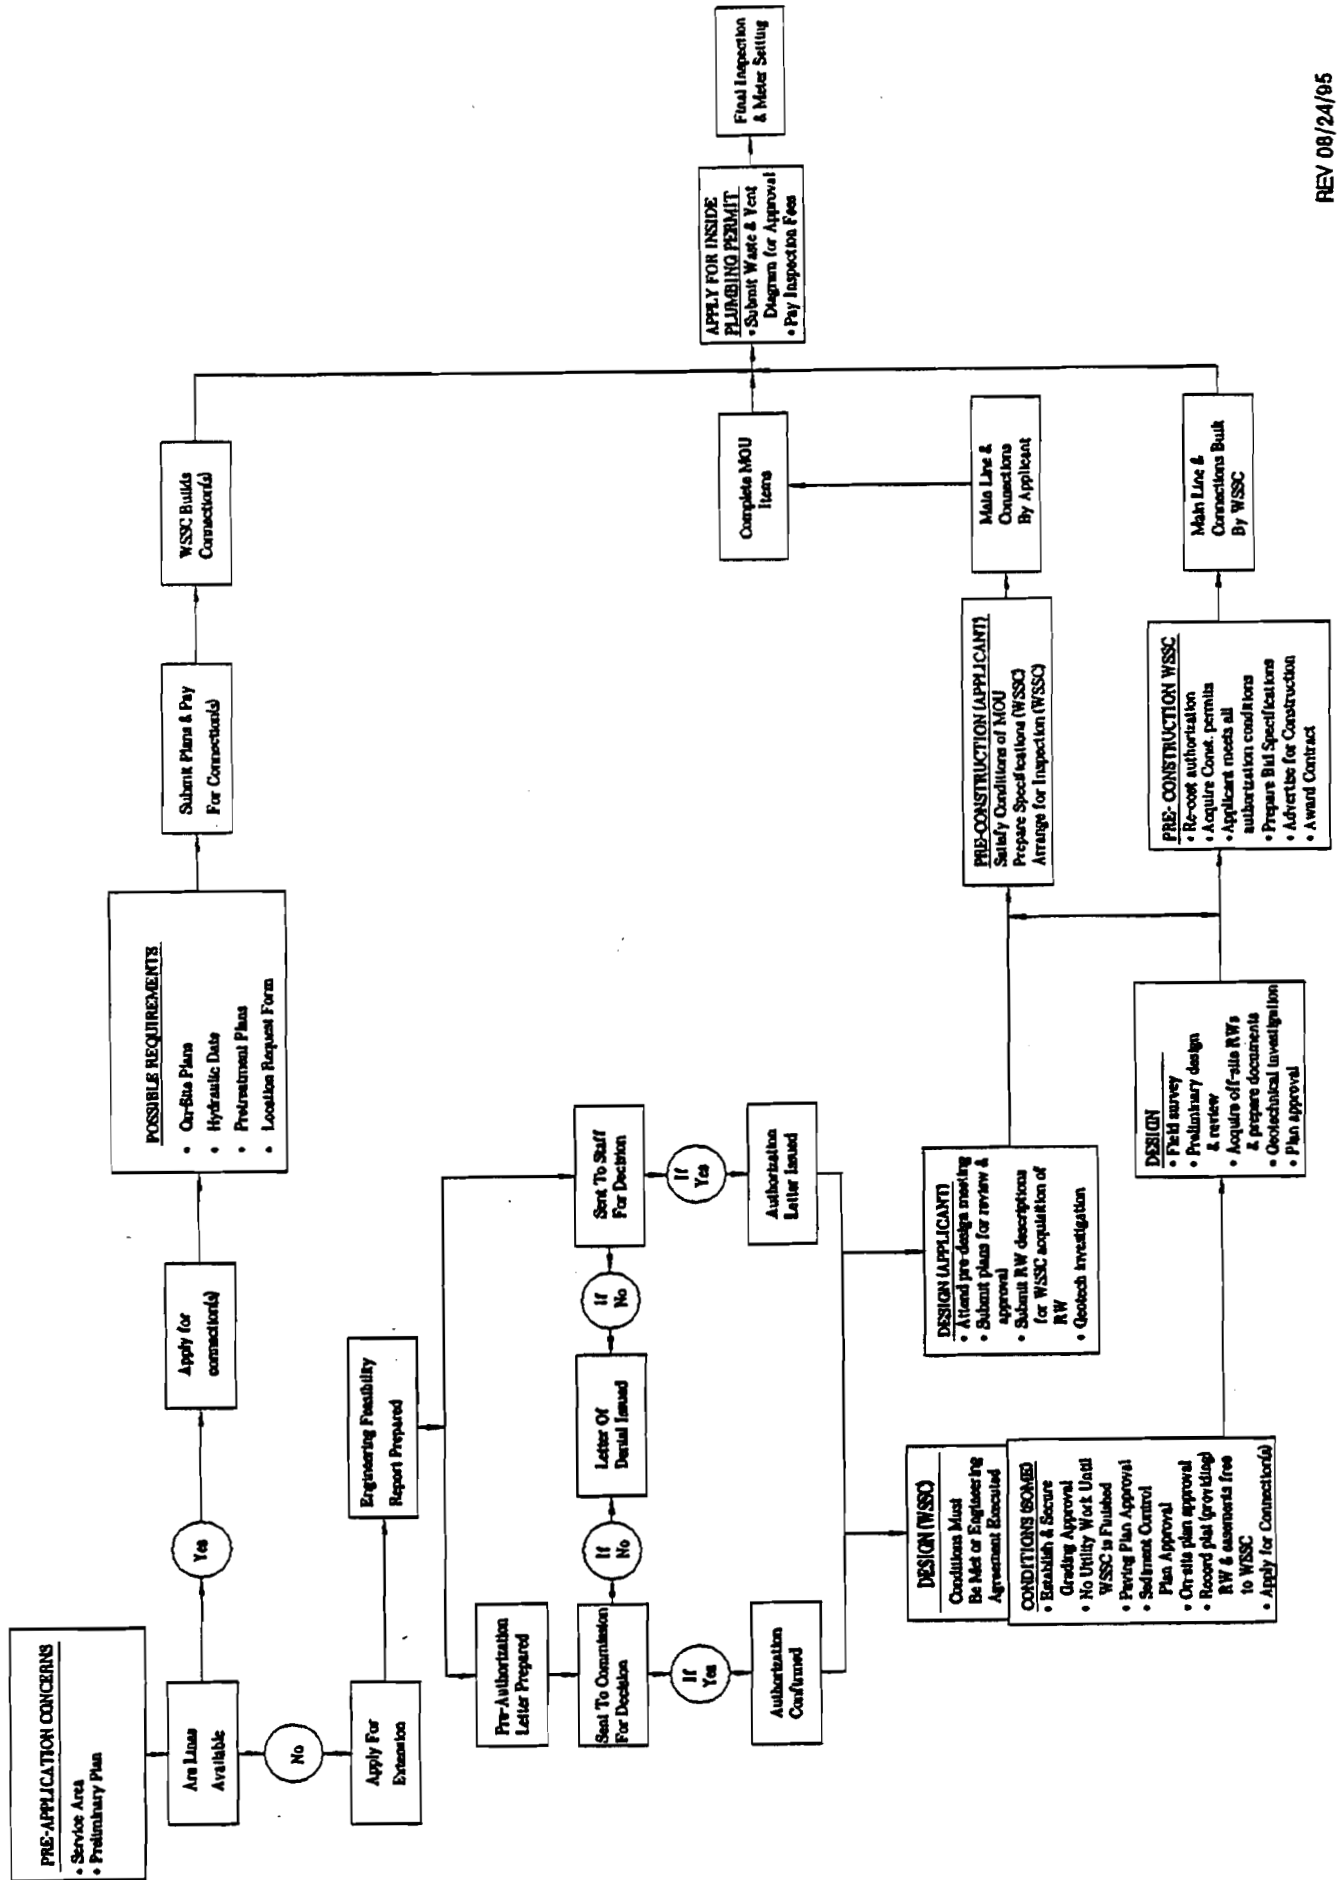 PRE-APPLICATION CONCERNS
• Service Area
• Preliminary Plan
Are Lines
Available
Yes
Apply for
connection(s)
POSSIBLE REQUIREMENTS
• On-Site Plans
• Hydraulic Date
• Pretreatment Plans
• Location Request Form
Submit Plans & Pay
For Connection(s)
WSSC Builds
Connection(s)
No
Apply For
Extension
Engineering Feasibility
Report Prepared
Pre-Authorization
Letter Prepared
Sent To Commission
For Decision
If
No
Letter Of
Denial Issued
If
No
Sent To Staff
For Decision
If
Yes
Authorization
Confirmed
If
Yes
Authorization
Letter Issued
DESIGN (WSSC)
Conditions Must
Be Met or Engineering
Agreement Executed
CONDITIONS (SOME)
• Establish & Secure
Grading Approval
• No Utility Work Until
WSSC is Finished
• Paving Plan Approval
• Sediment Control
Plan Approval
• On-site plan approval
• Record plat (providing)
RW & easements free
to WSSC
• Apply for Connection(s)
DESIGN (APPLICANT)
• Attend pre-design meeting
• Submit plans for review &
approval
• Submit RW descriptions
for WSSC acquisition of
RW
• Geotech investigation
DESIGN
• Field survey
• Preliminary design
& review
• Acquire off-site RWs
& prepare documents
• Geotechnical investigation
• Plan approval
PRE-CONSTRUCTION (APPLICANT)
Satisfy Conditions of MOU
Prepare Specifications (WSSC)
Arrange for Inspection (WSSC)
PRE- CONSTRUCTION WSSC
• Re-cost authorization
• Acquire Const. permits
• Applicant meets all
authorization conditions
• Prepare Bid Specifications
• Advertise for Construction
• Award Contract
Main Line &
Connections
By Applicant
Main Line &
Connections Built
By WSSC
Complete MOU
Items
APPLY FOR INSIDE
PLUMBING PERMIT
• Submit Waste & Vent
Diagram for Approval
• Pay Inspection Fees
Final Inspection
& Meter Setting
REV 08/24/95